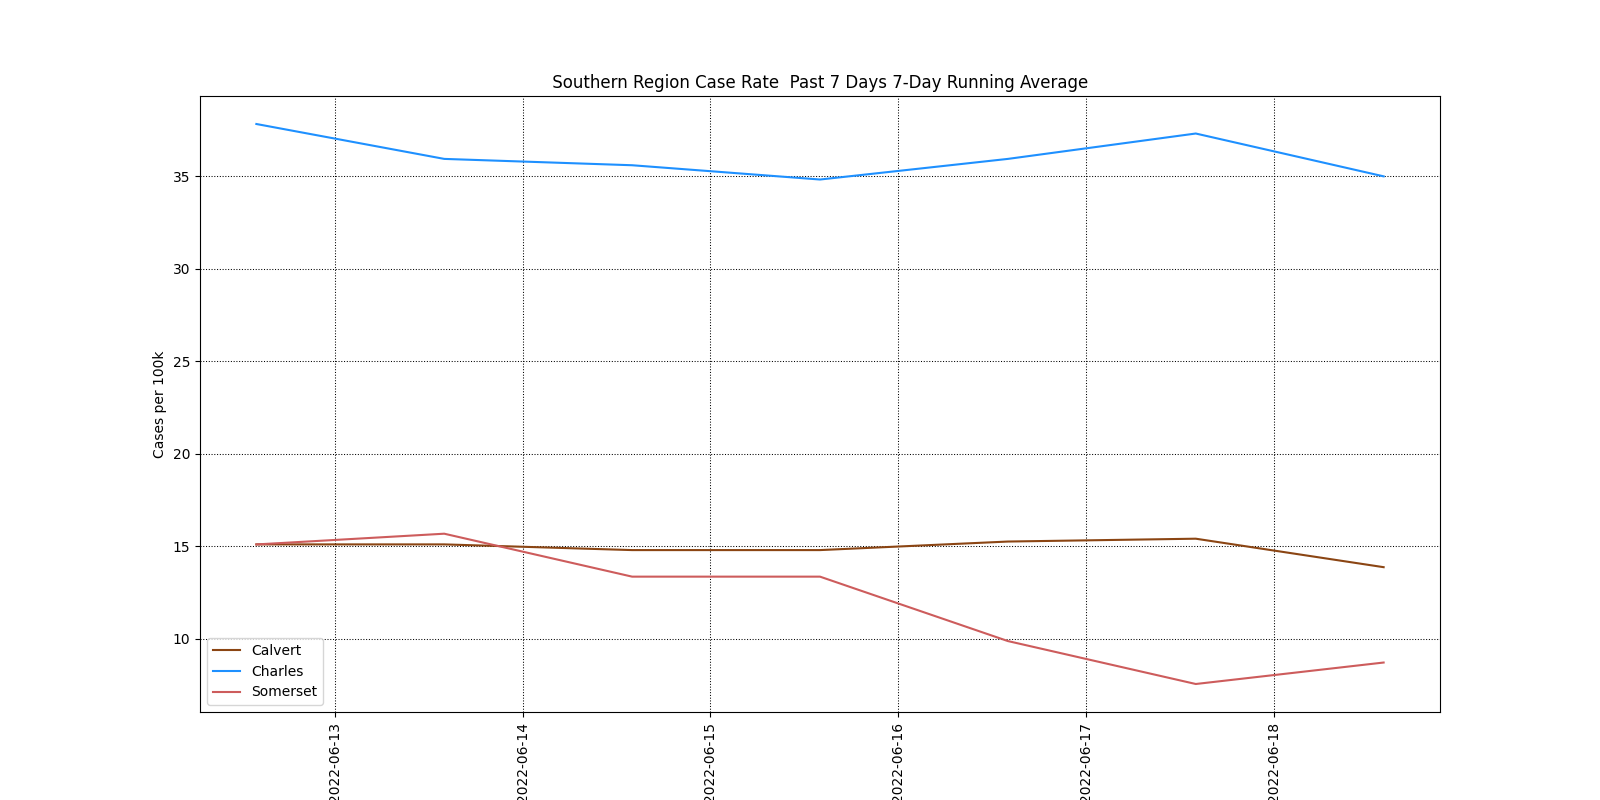 Southern Region Case Rate  Past 7 Days 7-Day Running Average
Cases per 100k
35
30
25
20
15
10
Calvert
Charles
Somerset
2022-06-13
2022-06-14
2022-06-15
2022-06-16
2022-06-17
2022-06-18